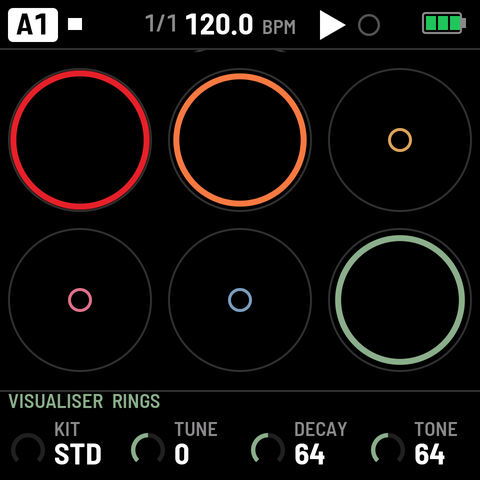 A1 1/1 120.0 BPM
VISUALISER RINGS
KIT TUNE DECAY TONE
STD 0 64 64